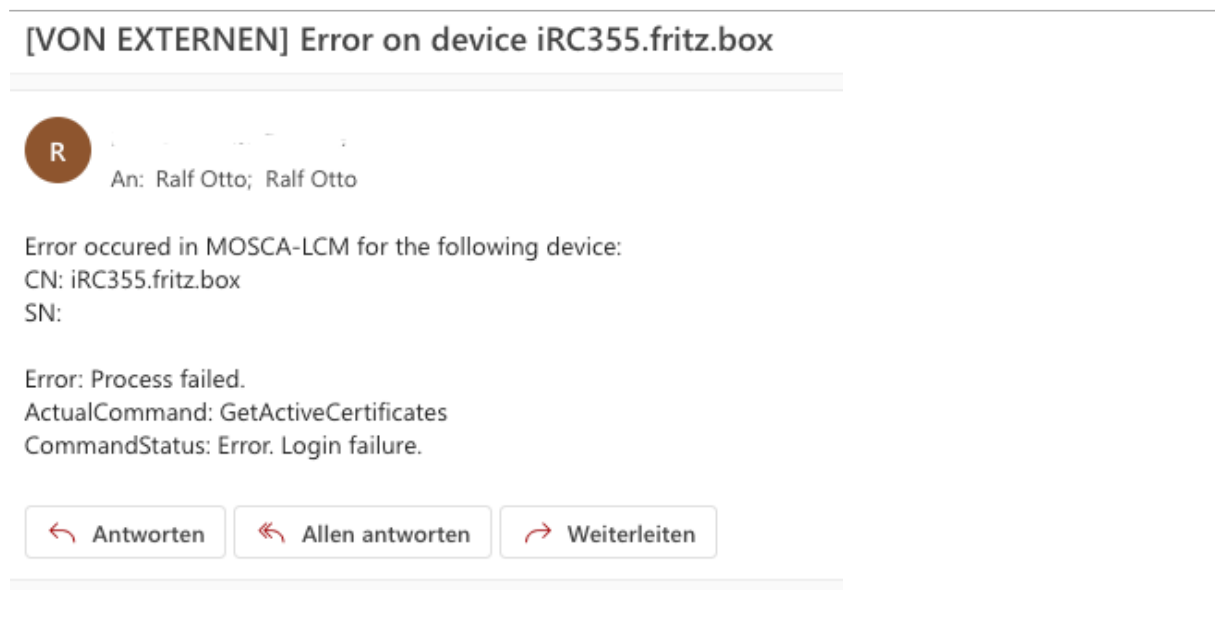 [VON EXTERNEN] Error on device iRC355.fritz.box
R
An: Ralf Otto; Ralf Otto
Error occured in MOSCA-LCM for the following device:
CN: iRC355.fritz.box
SN:
Error: Process failed.
ActualCommand: GetActiveCertificates
CommandStatus: Error. Login failure.
Antworten
Allen antworten
Weiterleiten